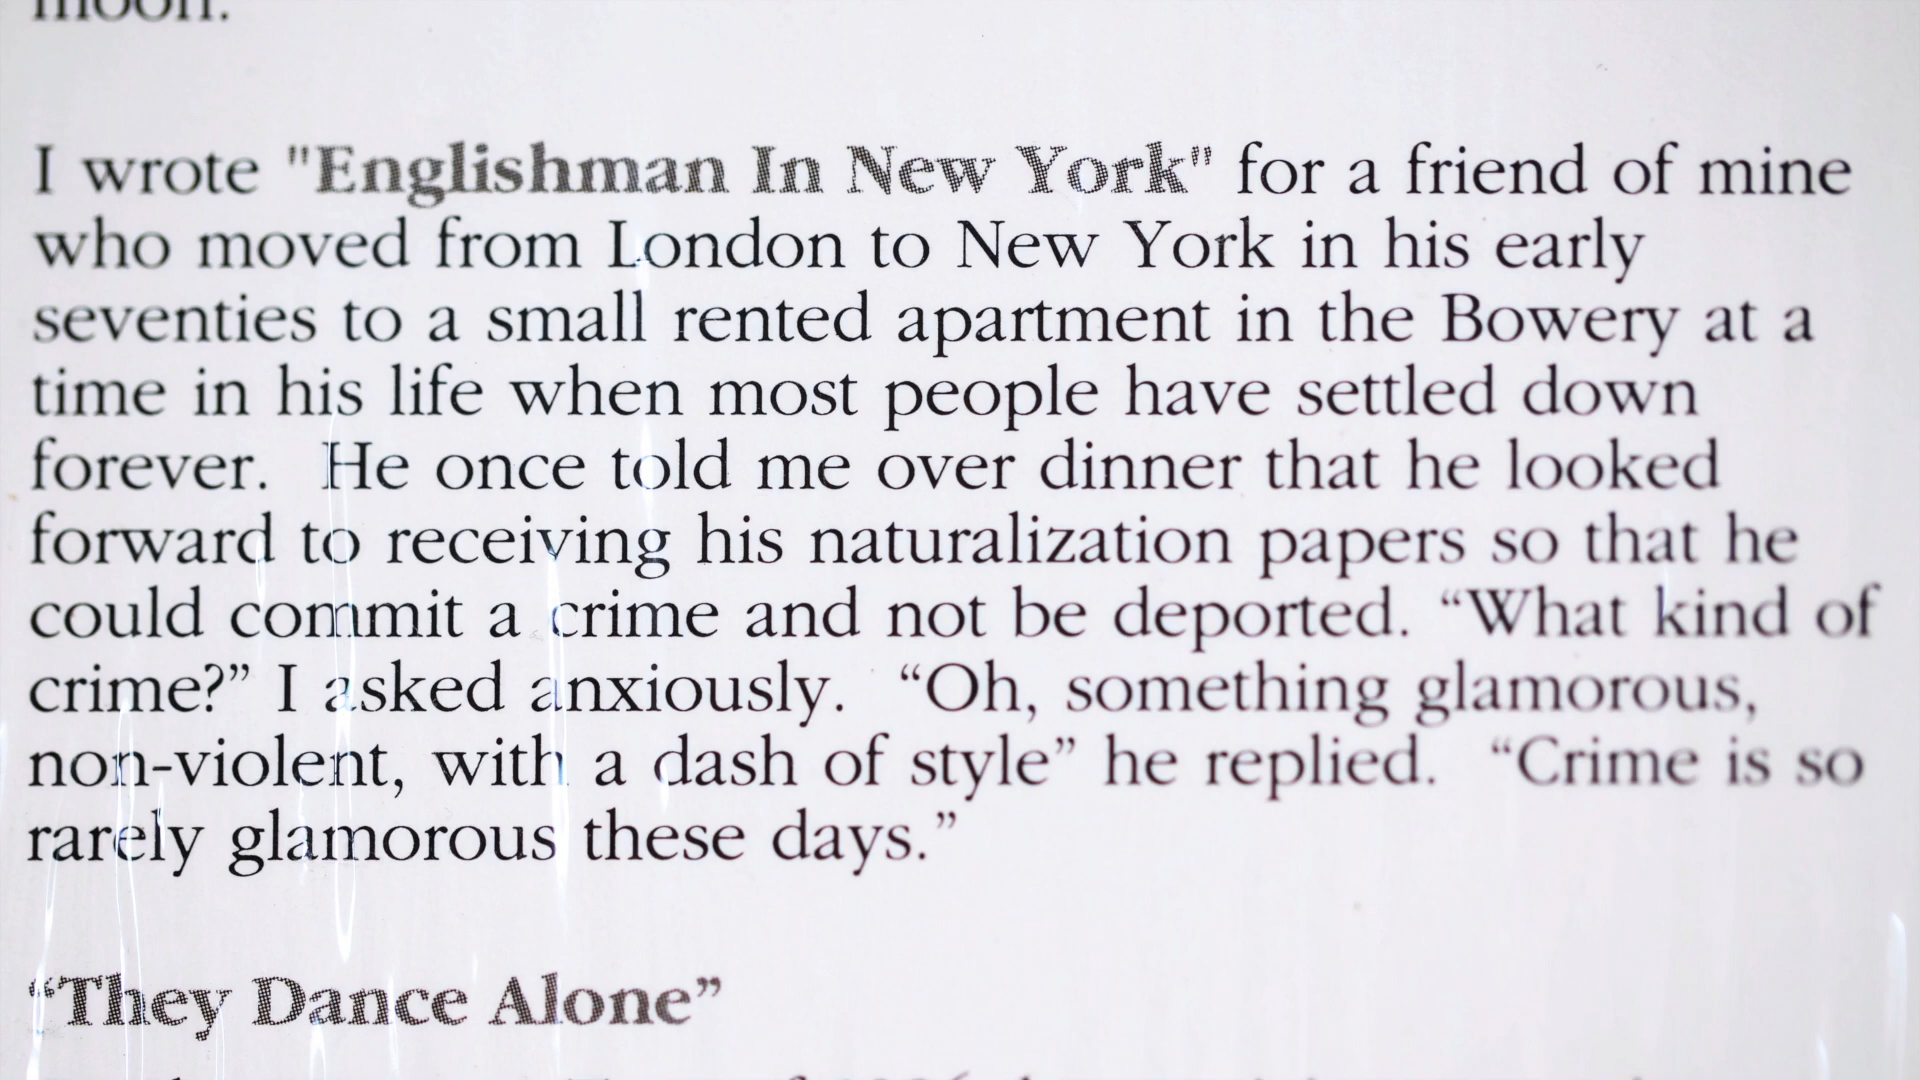 moon.
I wrote "Englishman In New York" for a friend of mine
who moved from London to New York in his early
seventies to a small rented apartment in the Bowery at a
time in his life when most people have settled down
forever.  He once told me over dinner that he looked
forward to receiving his naturalization papers so that he
could commit a crime and not be deported. “What kind of
crime?” I asked anxiously.  “Oh, something glamorous,
non-violent, with a dash of style” he replied.  “Crime is so
rarely glamorous these days.”
“They Dance Alone”